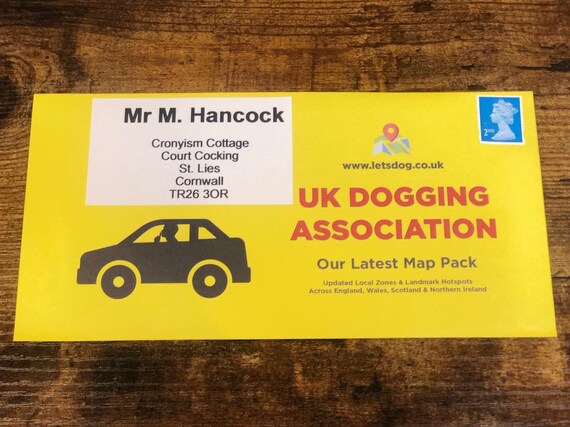 Mr M. Hancock
Cronyism Cottage
Court Cocking
St. Lies
Cornwall
TR26 3OR
2ND
www.letsdog.co.uk
UK DOGGING
ASSOCIATION
Our Latest Map Pack
Updated Local Zones & Landmark Hotspots
Across England, Wales, Scotland & Northern Ireland